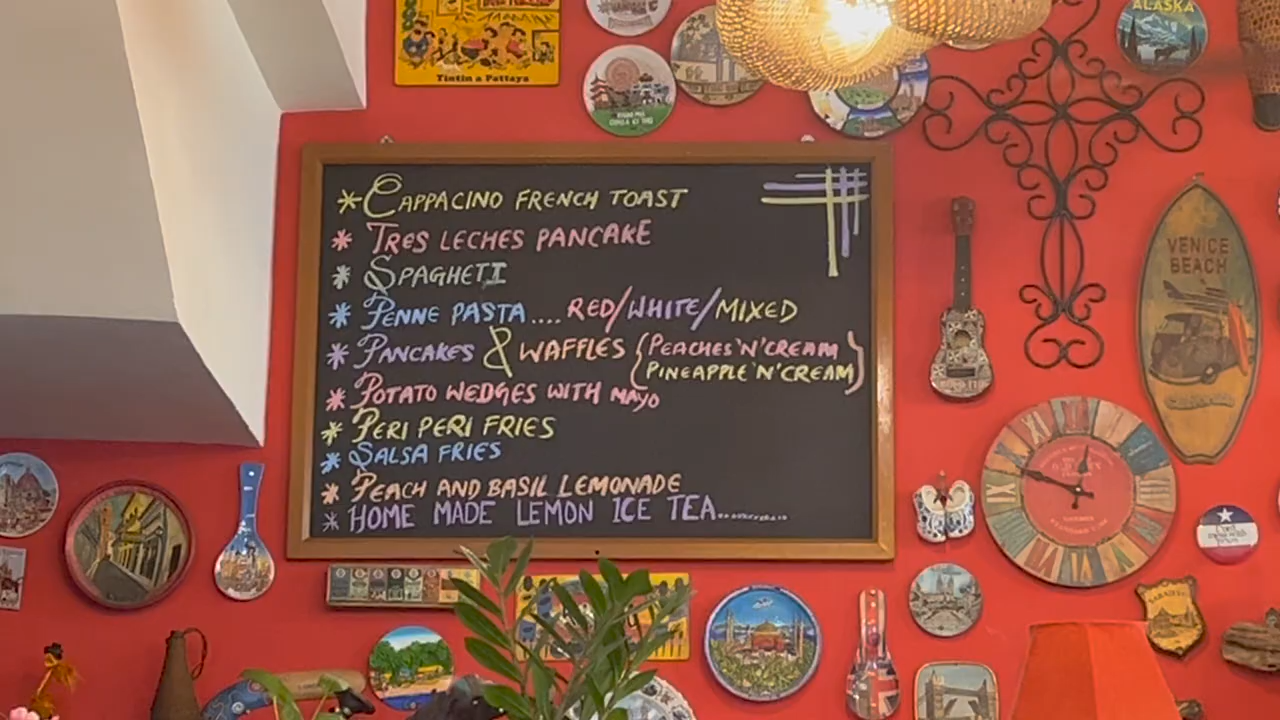 Tintin a Pattaya
ALASKA
* CAPPACINO FRENCH TOAST
* TRES LECHES PANCAKE
* SPAGHETI
* PENNE PASTA .... RED/WHITE/MIXED
* PANCAKES & WAFFLES (PEACHES 'N' CREAM
PINEAPPLE 'N' CREAM)
* POTATO WEDGES WITH MAYO
* PERI PERI FRIES
* SALSA FRIES
* PEACH AND BASIL LEMONADE
* HOME MADE LEMON ICE TEA..........
VENICE
BEACH